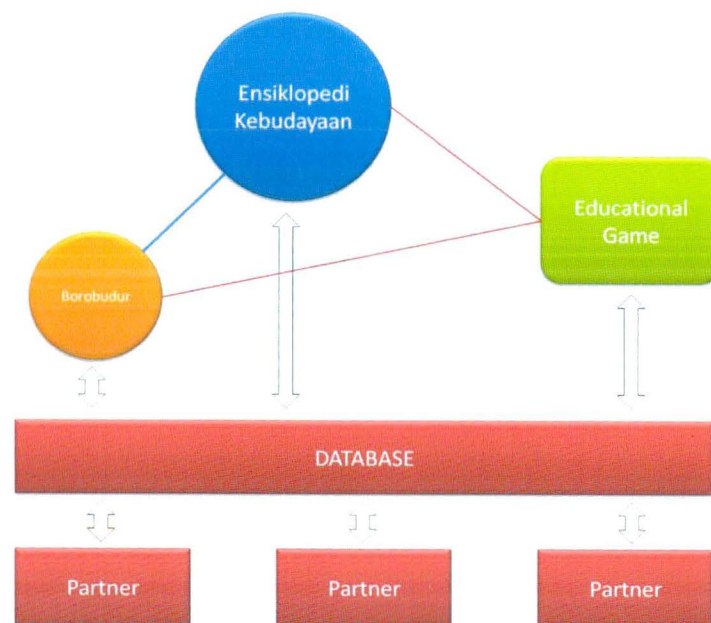 Ensiklopedi
Kebudayaan
Educational
Game
Borobudur
DATABASE
Partner
Partner
Partner